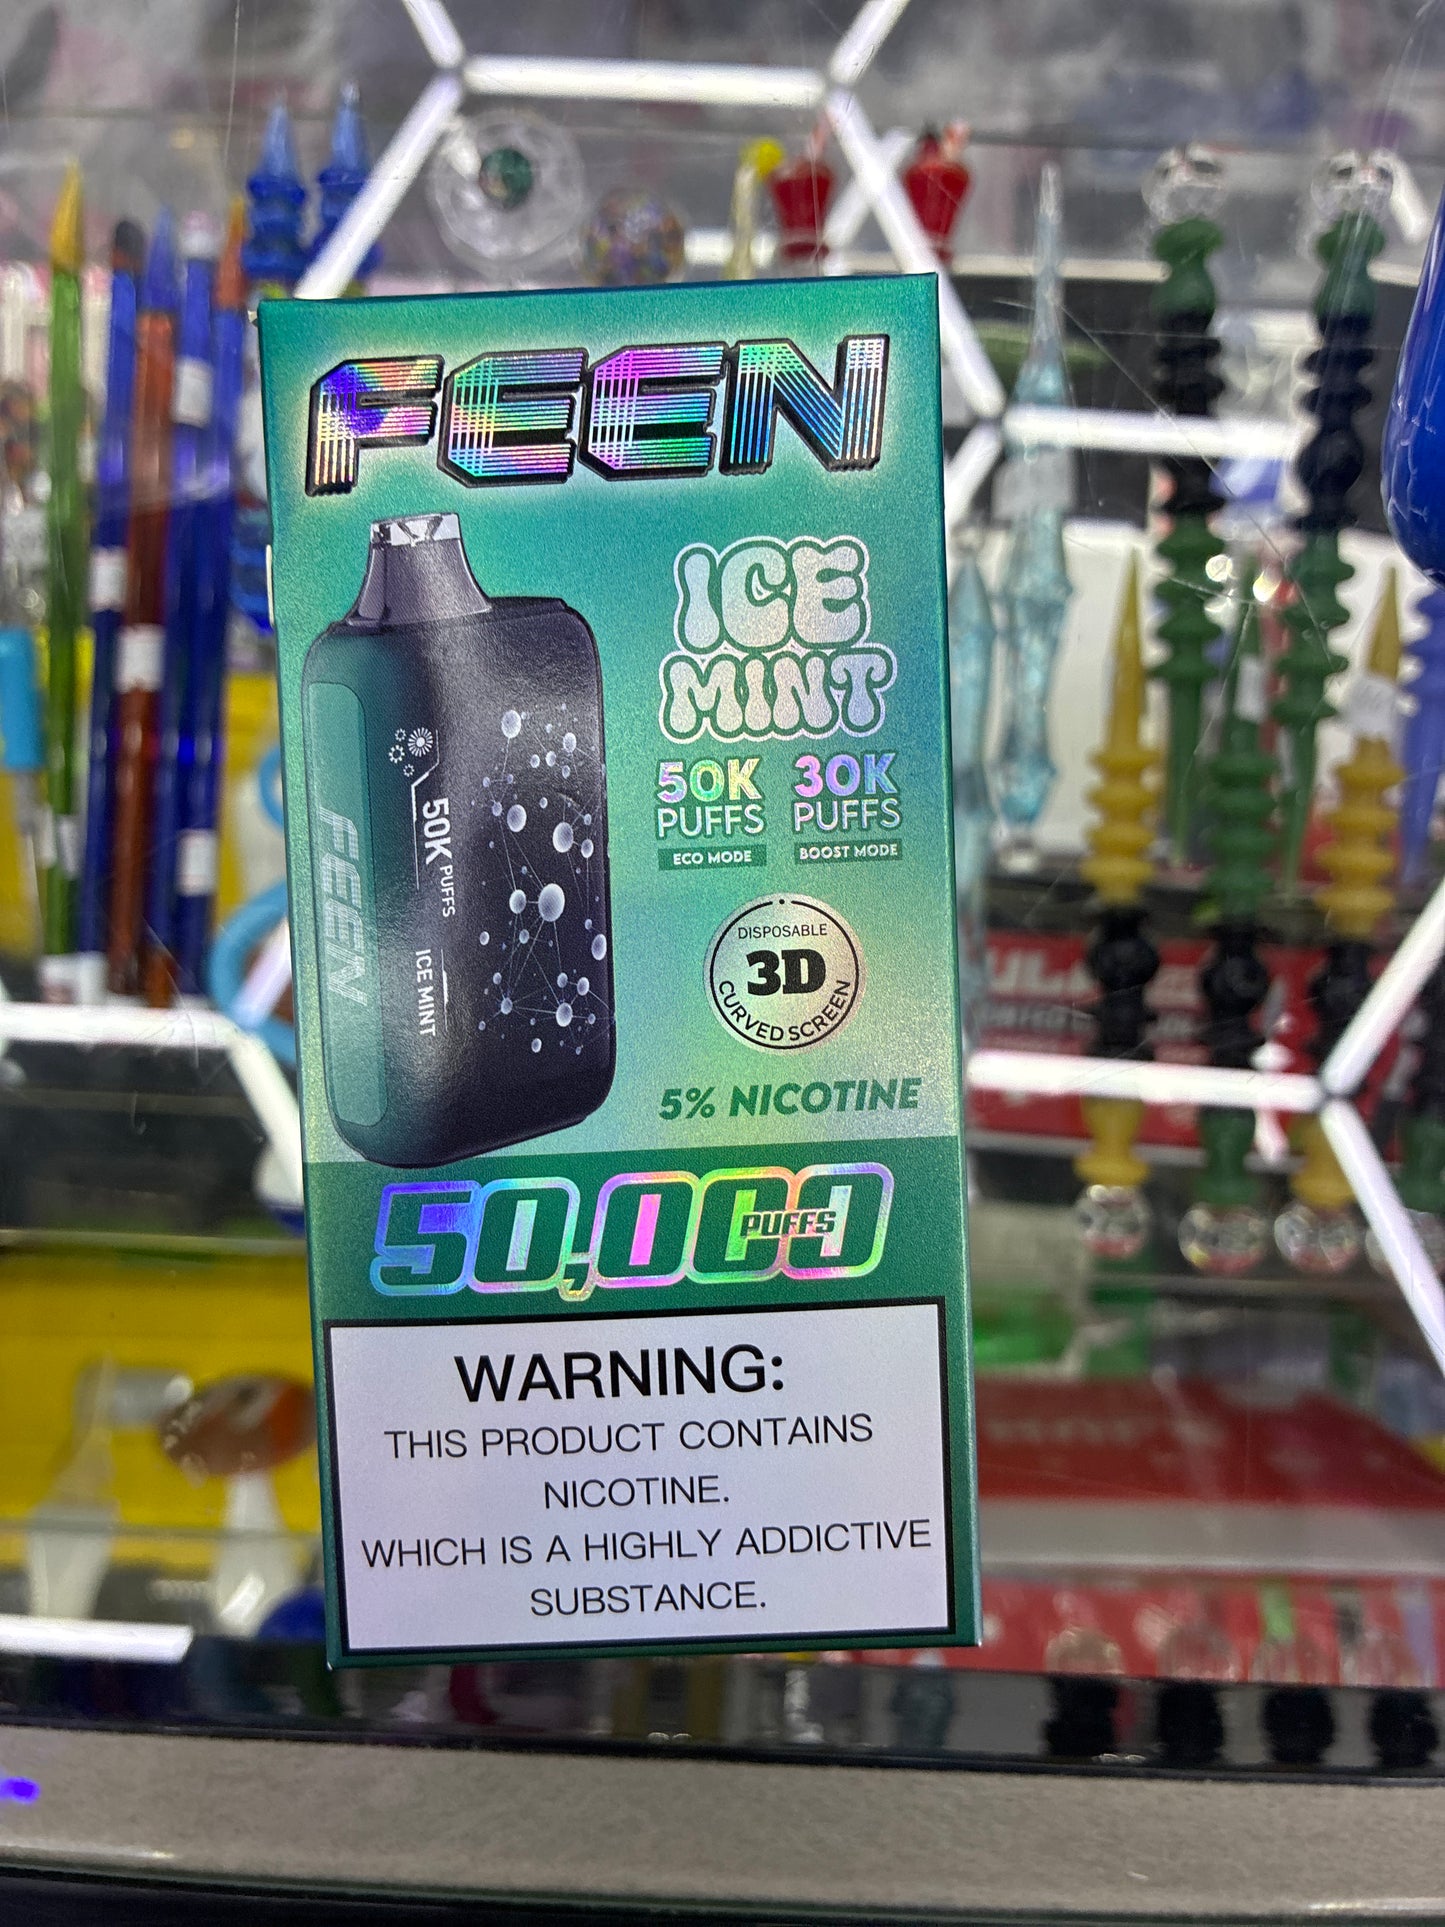 FEEN
ICE
MINT
50K
PUFFS
ECO MODE
30K
PUFFS
BOOST MODE
FEEN
50K PUFFS
ICE MINT
DISPOSABLE
3D
CURVED SCREEN
5% NICOTINE
50,000
PUFFS
WARNING:
THIS PRODUCT CONTAINS
NICOTINE.
WHICH IS A HIGHLY ADDICTIVE
SUBSTANCE.